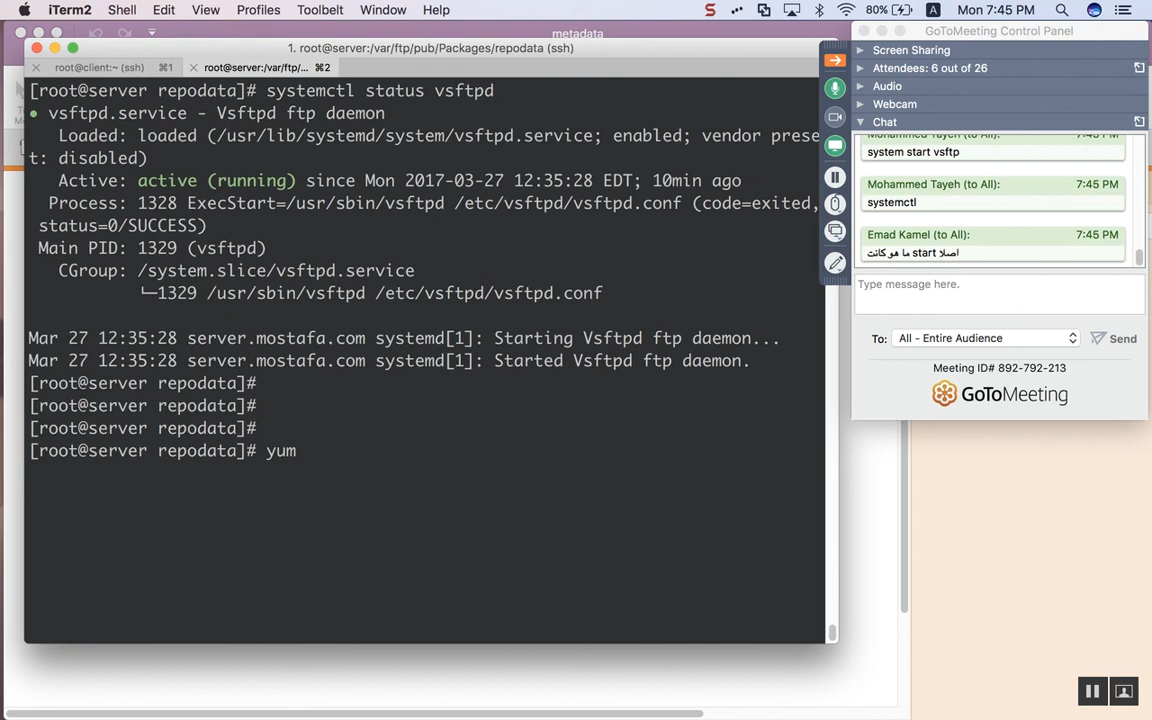 iTerm2 Shell Edit View Profiles Toolbelt Window Help
80% A Mon 7:45 PM
metadata
1. root@server:/var/ftp/pub/Packages/repodata (ssh)
root@client:~ (ssh) ⌘1 root@server:/var/ftp/... ⌘2
[root@server repodata]# systemctl status vsftpd
● vsftpd.service - Vsftpd ftp daemon
Loaded: loaded (/usr/lib/systemd/system/vsftpd.service; enabled; vendor prese
t: disabled)
Active: active (running) since Mon 2017-03-27 12:35:28 EDT; 10min ago
Process: 1328 ExecStart=/usr/sbin/vsftpd /etc/vsftpd/vsftpd.conf (code=exited,
status=0/SUCCESS)
Main PID: 1329 (vsftpd)
CGroup: /system.slice/vsftpd.service
└─1329 /usr/sbin/vsftpd /etc/vsftpd/vsftpd.conf
Mar 27 12:35:28 server.mostafa.com systemd[1]: Starting Vsftpd ftp daemon...
Mar 27 12:35:28 server.mostafa.com systemd[1]: Started Vsftpd ftp daemon.
[root@server repodata]#
[root@server repodata]#
[root@server repodata]#
[root@server repodata]# yum
GoToMeeting Control Panel
Screen Sharing
Attendees: 6 out of 26
Audio
Webcam
Chat
Mohammed Tayeh (to All): 7:45 PM
system start vsftp
Mohammed Tayeh (to All): 7:45 PM
systemctl
Emad Kamel (to All): 7:45 PM
اصلا start ما هو كانت
Type message here.
To: All - Entire Audience Send
Meeting ID# 892-792-213
GoToMeeting